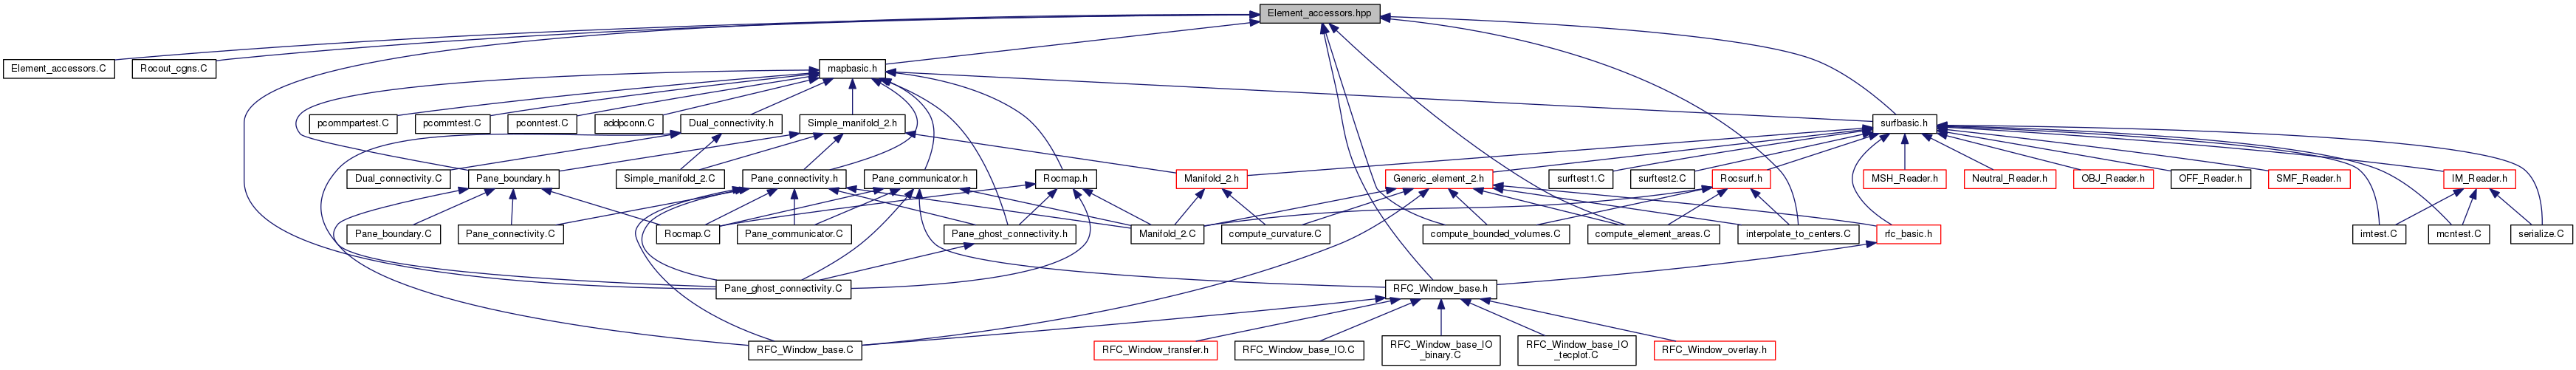 Element_accessors.hpp
Element_accessors.C
Rocout_cgns.C
mapbasic.h
pcommpartest.C
pcommtest.C
pconntest.C
addpconn.C
Dual_connectivity.h
Simple_manifold_2.h
surfbasic.h
Dual_connectivity.C
Pane_boundary.h
Simple_manifold_2.C
Pane_connectivity.h
Pane_communicator.h
Rocmap.h
Manifold_2.h
Generic_element_2.h
surftest1.C
surftest2.C
Rocsurf.h
MSH_Reader.h
Neutral_Reader.h
OBJ_Reader.h
OFF_Reader.h
SMF_Reader.h
IM_Reader.h
Pane_boundary.C
Pane_connectivity.C
Rocmap.C
Pane_communicator.C
Pane_ghost_connectivity.h
Manifold_2.C
compute_curvature.C
compute_bounded_volumes.C
compute_element_areas.C
interpolate_to_centers.C
rfc_basic.h
imtest.C
mcntest.C
serialize.C
Pane_ghost_connectivity.C
RFC_Window_base.h
RFC_Window_base.C
RFC_Window_transfer.h
RFC_Window_base_IO.C
RFC_Window_base_IO
_binary.C
RFC_Window_base_IO
_tecplot.C
RFC_Window_overlay.h